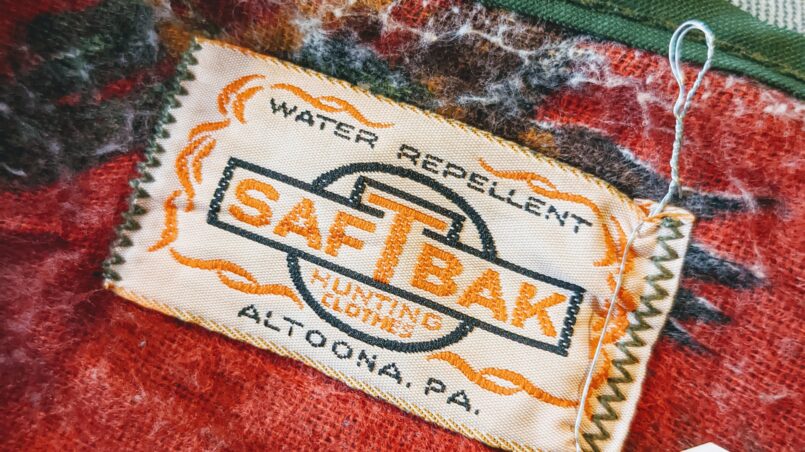 WATER REPELLENT
SAFTBAK
HUNTING
CLOTHES
ALTOONA, PA.